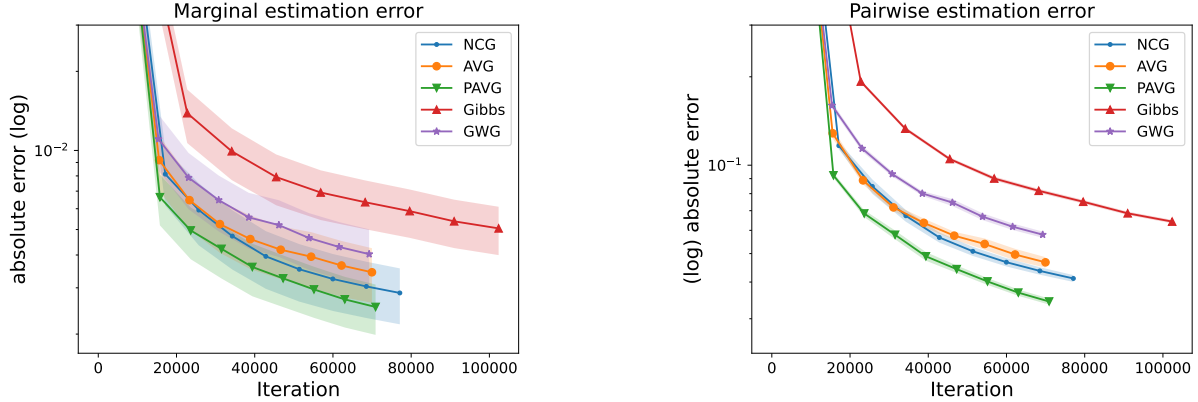 Marginal estimation error
absolute error (log)
10⁻²
0 20000 40000 60000 80000 100000
Iteration
NCG
AVG
PAVG
Gibbs
GWG
Pairwise estimation error
(log) absolute error
10⁻¹
0 20000 40000 60000 80000 100000
Iteration
NCG
AVG
PAVG
Gibbs
GWG